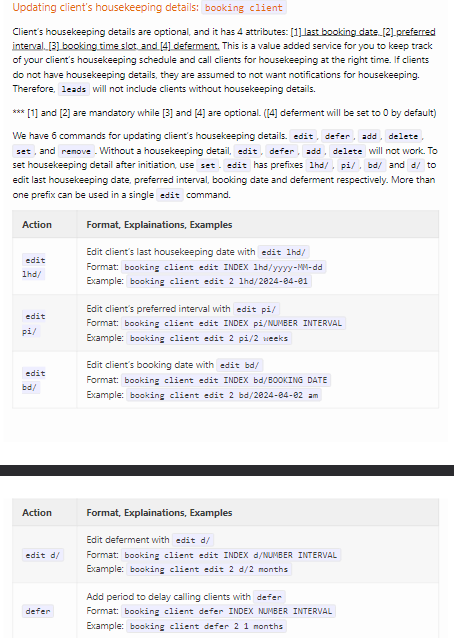 Updating client's housekeeping details: booking client
Client's housekeeping details are optional, and it has 4 attributes: [1] last booking date, [2] preferred
interval, [3] booking time slot, and [4] deferment. This is a value added service for you to keep track
of your client's housekeeping schedule and call clients for housekeeping at the right time. If clients
do not have housekeeping details, they are assumed to not want notifications for housekeeping.
Therefore, leads will not include clients without housekeeping details.
*** [1] and [2] are mandatory while [3] and [4] are optional. ([4] deferment will be set to 0 by default)
We have 6 commands for updating client's housekeeping details. edit, defer, add, delete,
set, and remove. Without a housekeeping detail, edit, defer, add, delete will not work. To
set housekeeping detail after initiation, use set. edit has prefixes lhd/, pi/, bd/ and d/ to
edit last housekeeping date, preferred interval, booking date and deferment respectively. More than
one prefix can be used in a single edit command.
Action Format, Explainations, Examples
edit lhd/
Edit client's last housekeeping date with edit lhd/
Format: booking client edit INDEX lhd/yyyy-MM-dd
Example: booking client edit 2 lhd/2024-04-01
edit pi/
Edit client's preferred interval with edit pi/
Format: booking client edit INDEX pi/NUMBER INTERVAL
Example: booking client edit 2 pi/2 weeks
edit bd/
Edit client's booking date with edit bd/
Format: booking client edit INDEX bd/BOOKING DATE
Example: booking client edit 2 bd/2024-04-02 am
Action Format, Explainations, Examples
edit d/
Edit deferment with edit d/
Format: booking client edit INDEX d/NUMBER INTERVAL
Example: booking client edit 2 d/2 months
defer
Add period to delay calling clients with defer
Format: booking client defer INDEX NUMBER INTERVAL
Example: booking client defer 2 1 months